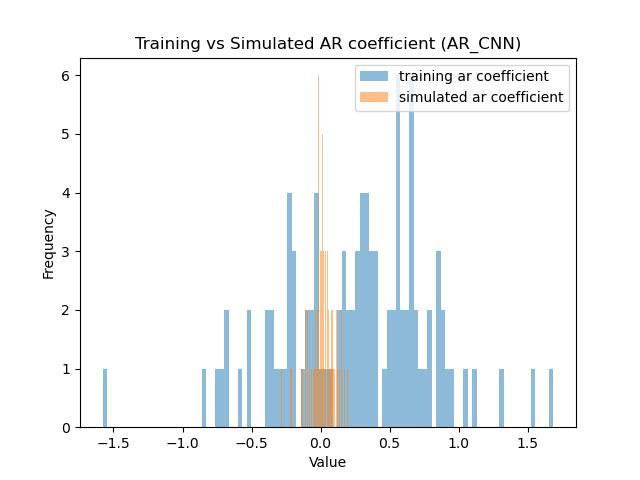 Training vs Simulated AR coefficient (AR_CNN)
training ar coefficient
simulated ar coefficient
6
5
4
3
2
1
0
Frequency
−1.5
−1.0
−0.5
0.0
0.5
1.0
1.5
Value